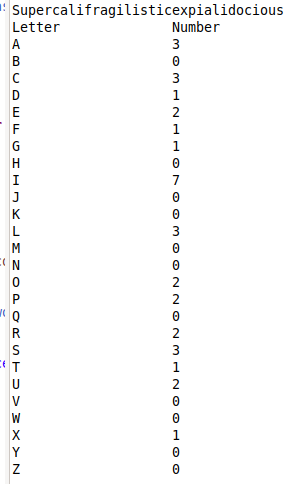 Supercalifragilisticexpialidocious
Letter Number
A 3
B 0
C 3
D 1
E 2
F 1
G 1
H 0
I 7
J 0
K 0
L 3
M 0
N 0
O 2
P 2
Q 0
R 2
S 3
T 1
U 2
V 0
W 0
X 1
Y 0
Z 0